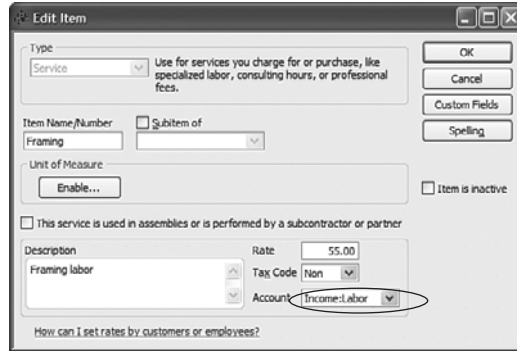 Edit Item
Type
Service
Use for services you charge for or purchase, like
specialized labor, consulting hours, or professional
fees.
OK
Cancel
Custom Fields
Spelling
Item Name/Number
Subitem of
Framing
Unit of Measure
Enable...
Item is inactive
This service is used in assemblies or is performed by a subcontractor or partner
Description
Rate
55.00
Framing labor
Tax Code
Non
Account
Income:Labor
How can I set rates by customers or employees?